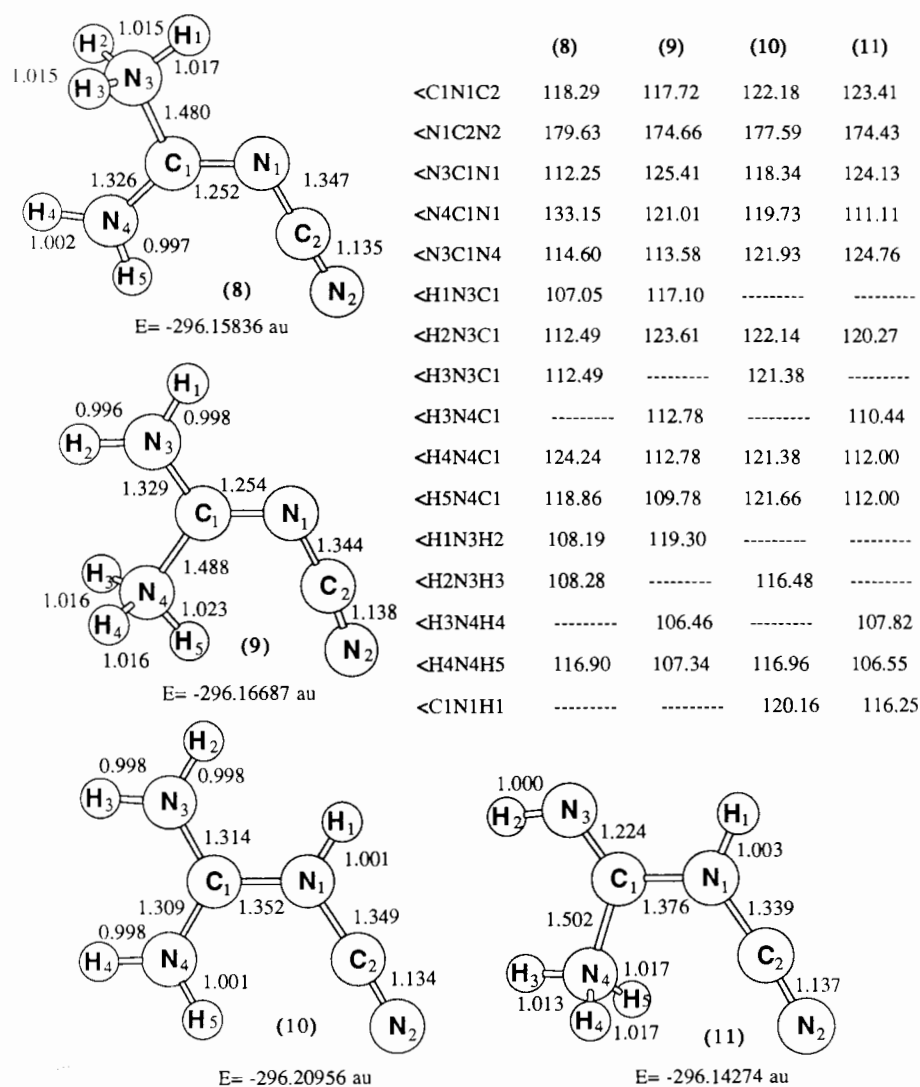 (8) (9) (10) (11)
<C1N1C2 118.29 117.72 122.18 123.41
<N1C2N2 179.63 174.66 177.59 174.43
<N3C1N1 112.25 125.41 118.34 124.13
<N4C1N1 133.15 121.01 119.73 111.11
<N3C1N4 114.60 113.58 121.93 124.76
<H1N3C1 107.05 117.10 --------- ---------
<H2N3C1 112.49 123.61 122.14 120.27
<H3N3C1 112.49 --------- 121.38 ---------
<H3N4C1 --------- 112.78 --------- 110.44
<H4N4C1 124.24 112.78 121.38 112.00
<H5N4C1 118.86 109.78 121.66 112.00
<H1N3H2 108.19 119.30 --------- ---------
<H2N3H3 108.28 --------- 116.48 ---------
<H3N4H4 --------- 106.46 --------- 107.82
<H4N4H5 116.90 107.34 116.96 106.55
<C1N1H1 --------- --------- 120.16 116.25
1.015
H2 H1
1.015 H3 N3 1.017
1.480
C1 N1
1.326 1.252 1.347
H4 N4
1.002 0.997 C2 1.135
H5 (8) N2
E= -296.15836 au
H1
0.996 0.998
H2 N3
1.329 1.254
C1 N1
1.488 1.344
H3 N4 C2
1.016 1.023 1.138
H4 H5 (9) N2
1.016
E= -296.16687 au
H2
0.998 0.998
H3 N3 H1
1.314 1.001
C1 N1
1.309 1.352 1.349
0.998
H4 N4 C2
1.001 1.134
H5 (10) N2
E= -296.20956 au
1.000 N3 H1
H2 1.224 1.003
C1 N1
1.502 1.376 1.339
H3 N4 1.017 C2
1.013 H5 1.137
H4 1.017 (11) N2
E= -296.14274 au